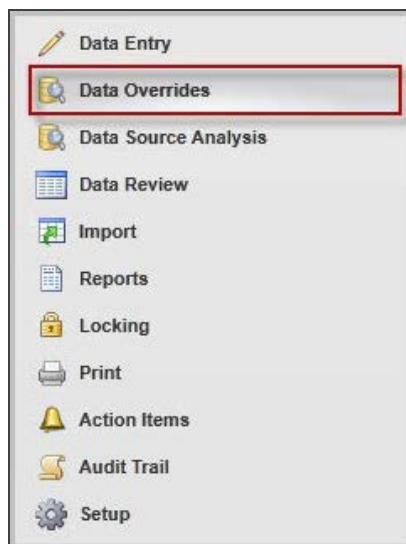 Data Entry
Data Overrides
Data Source Analysis
Data Review
Import
Reports
Locking
Print
Action Items
Audit Trail
Setup